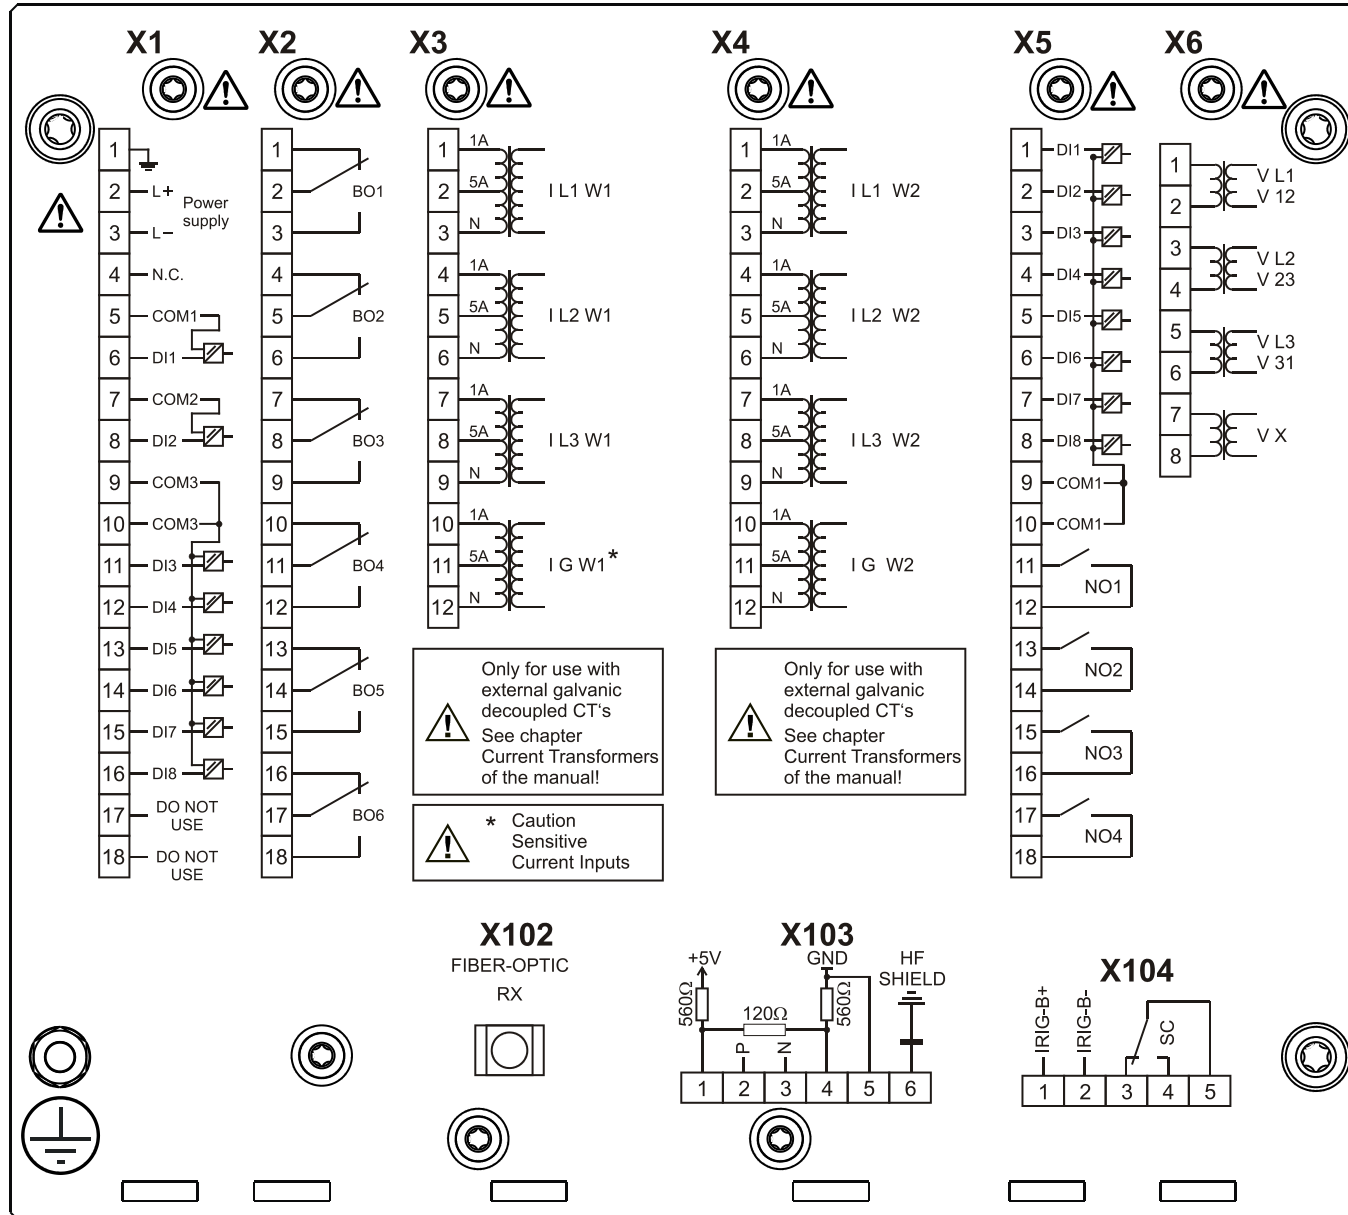 X1
X2
X3
X4
X5
X6
1
2 L+
3 L–
Power
supply
4 N.C.
5 COM1
6 DI1
7 COM2
8 DI2
9 COM3
10 COM3
11 DI3
12 DI4
13 DI5
14 DI6
15 DI7
16 DI8
17 DO NOT
USE
18 DO NOT
USE
1
2 BO1
3
4
5 BO2
6
7
8 BO3
9
10
11 BO4
12
13
14 BO5
15
16
17 BO6
18
1 1A
2 5A I L1 W1
3 N
4 1A
5 5A I L2 W1
6 N
7 1A
8 5A I L3 W1
9 N
10 1A
11 5A I G W1*
12 N
Only for use with
external galvanic
decoupled CT's
See chapter
Current Transformers
of the manual!
* Caution
Sensitive
Current Inputs
1 1A
2 5A I L1 W2
3 N
4 1A
5 5A I L2 W2
6 N
7 1A
8 5A I L3 W2
9 N
10 1A
11 5A I G W2
12 N
Only for use with
external galvanic
decoupled CT's
See chapter
Current Transformers
of the manual!
1 DI1
2 DI2
3 DI3
4 DI4
5 DI5
6 DI6
7 DI7
8 DI8
9 COM1
10 COM1
11
NO1
12
13
NO2
14
15
NO3
16
17
NO4
18
1 V L1
2 V 12
3 V L2
4 V 23
5 V L3
6 V 31
7
V X
8
X102
FIBER-OPTIC
RX
X103
+5V
GND
HF
SHIELD
560Ω
120Ω
560Ω
P
N
1 2 3 4 5 6
X104
IRIG-B+
IRIG-B-
SC
1 2 3 4 5